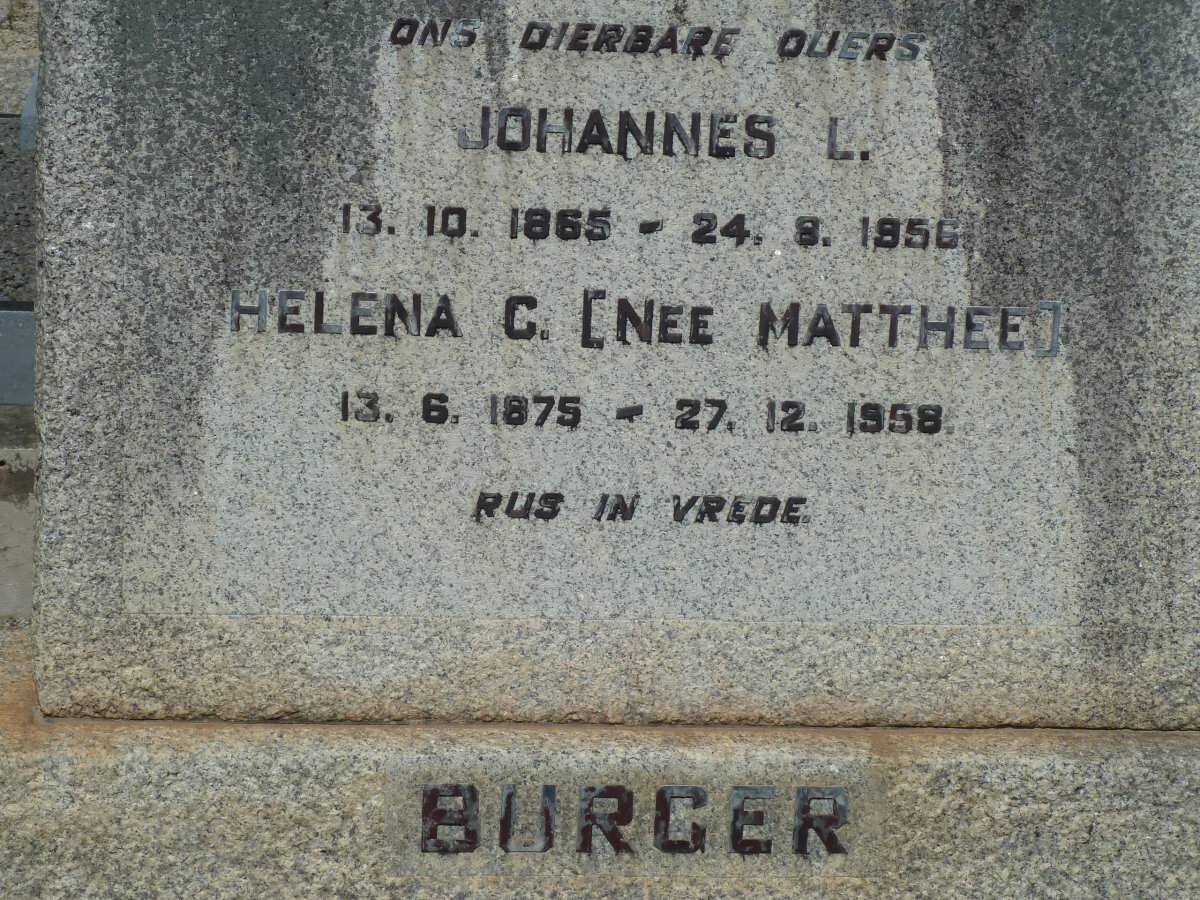 ONS DIERBARE OUERS
JOHANNES L.
13. 10. 1865 - 24. 8. 1956
HELENA C. [NEE MATTHEE]
13. 6. 1875 - 27. 12. 1958.
RUS IN VREDE.
BURGER